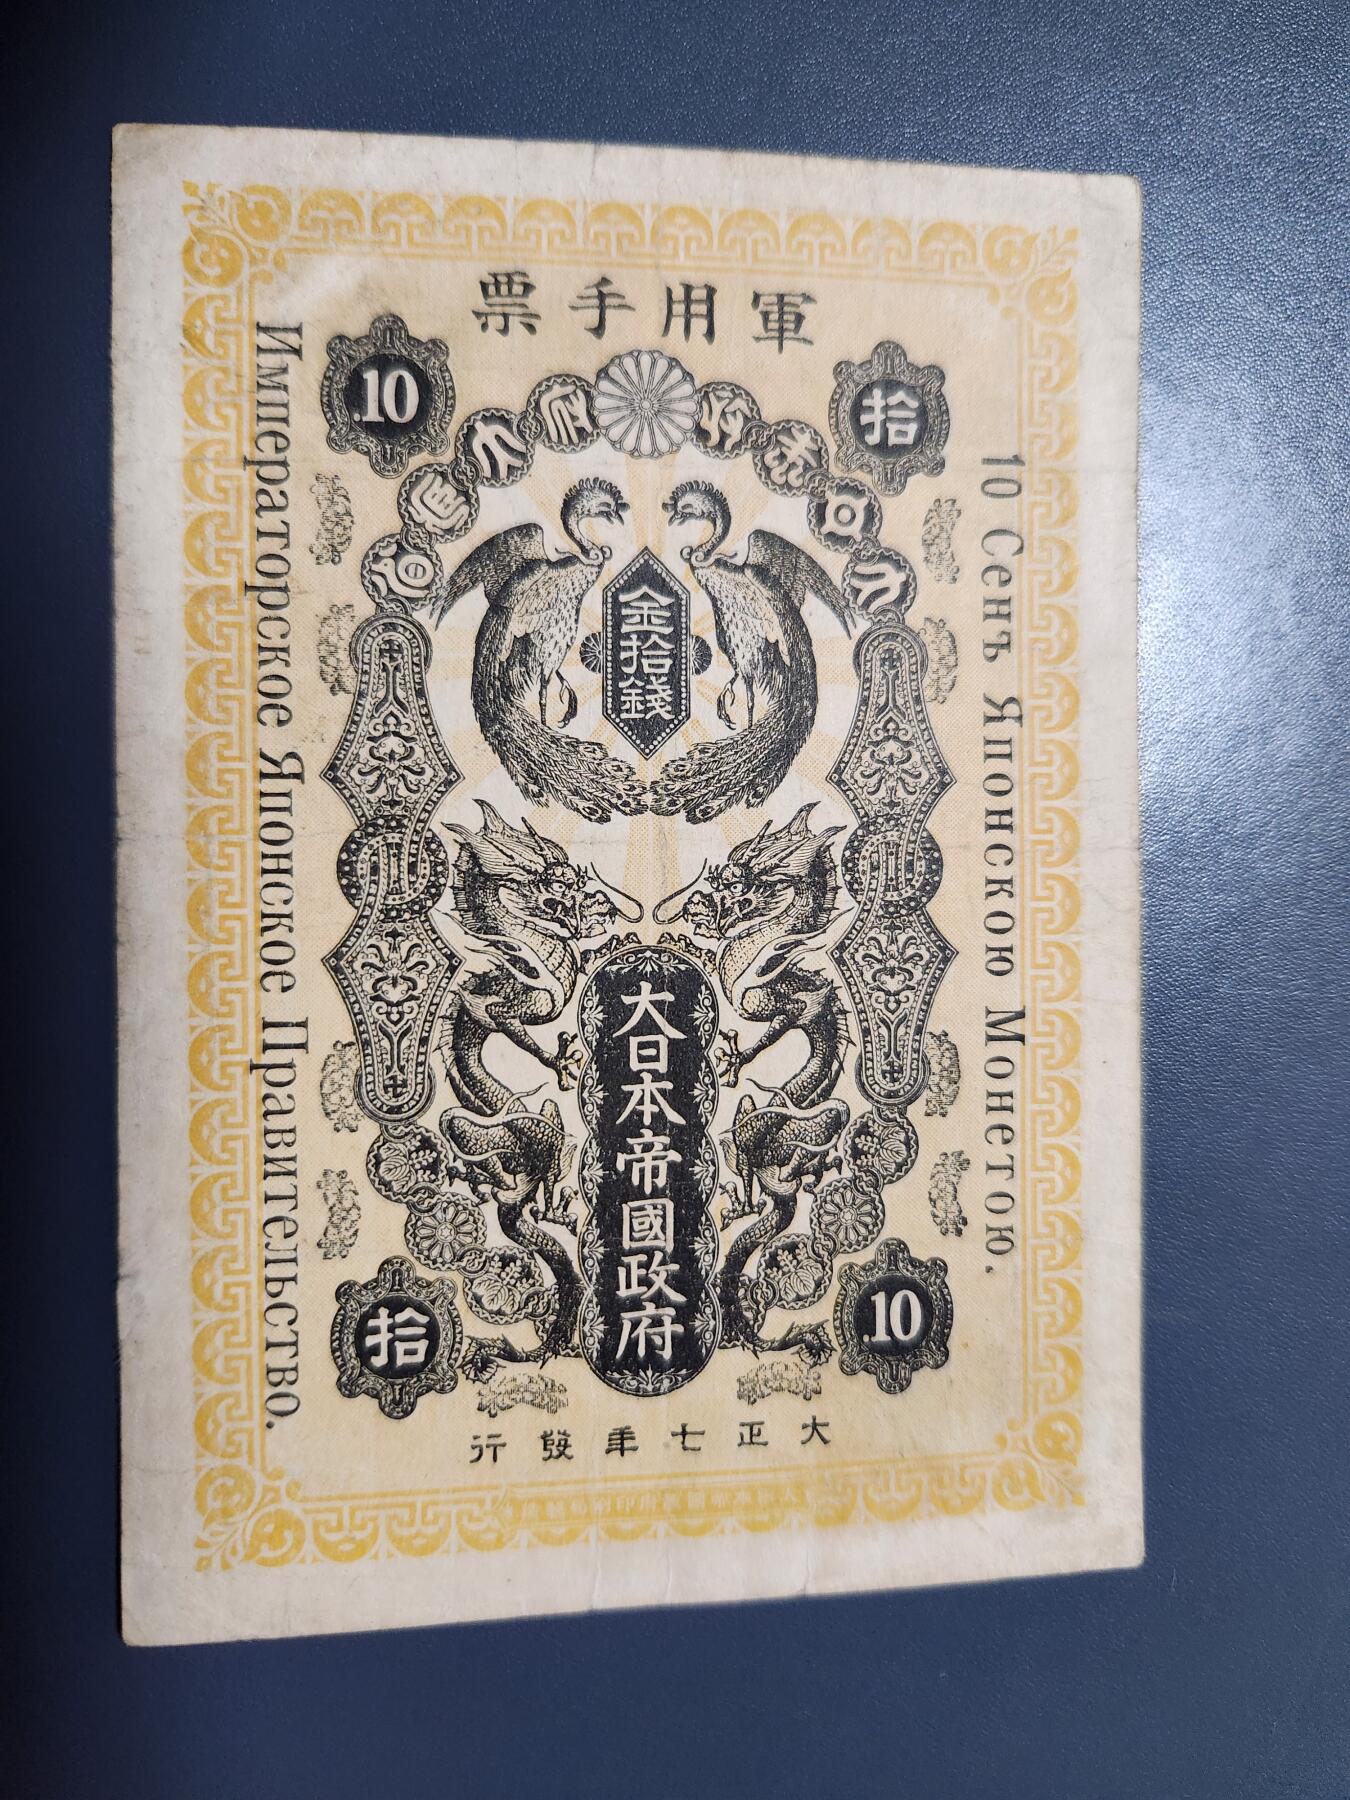 票手用軍
.10
拾
金拾錢
大日本帝國政府
拾
.10
行發年七正大
Императорское Японское Правительство.
10 Сенъ Японскою Монетою.